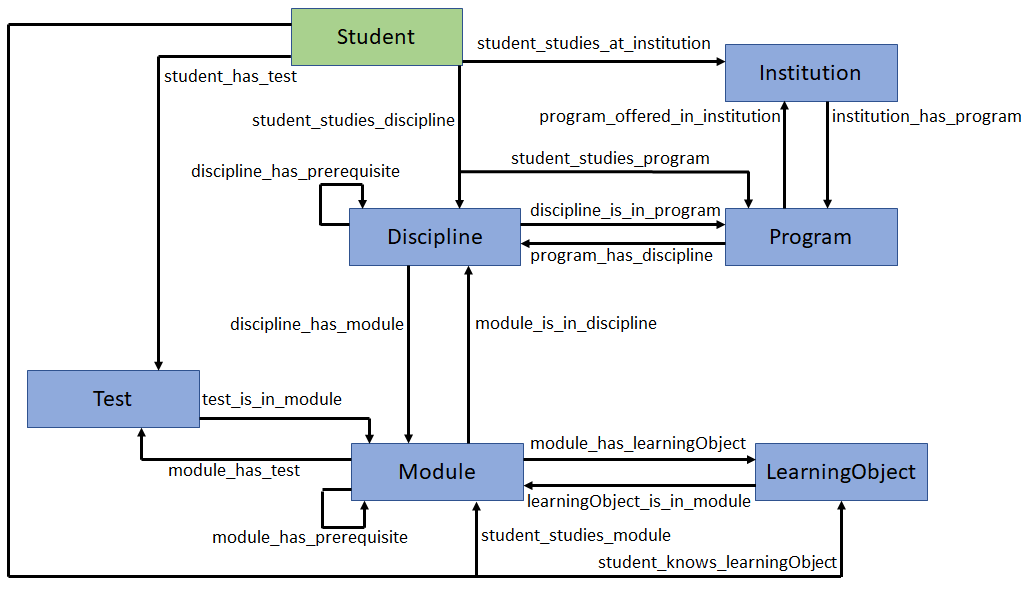 Student
student_studies_at_institution
Institution
student_has_test
student_studies_discipline
program_offered_in_institution
institution_has_program
student_studies_program
discipline_has_prerequisite
discipline_is_in_program
Discipline
Program
program_has_discipline
discipline_has_module
module_is_in_discipline
Test
test_is_in_module
module_has_learningObject
module_has_test
Module
LearningObject
learningObject_is_in_module
module_has_prerequisite
student_studies_module
student_knows_learningObject